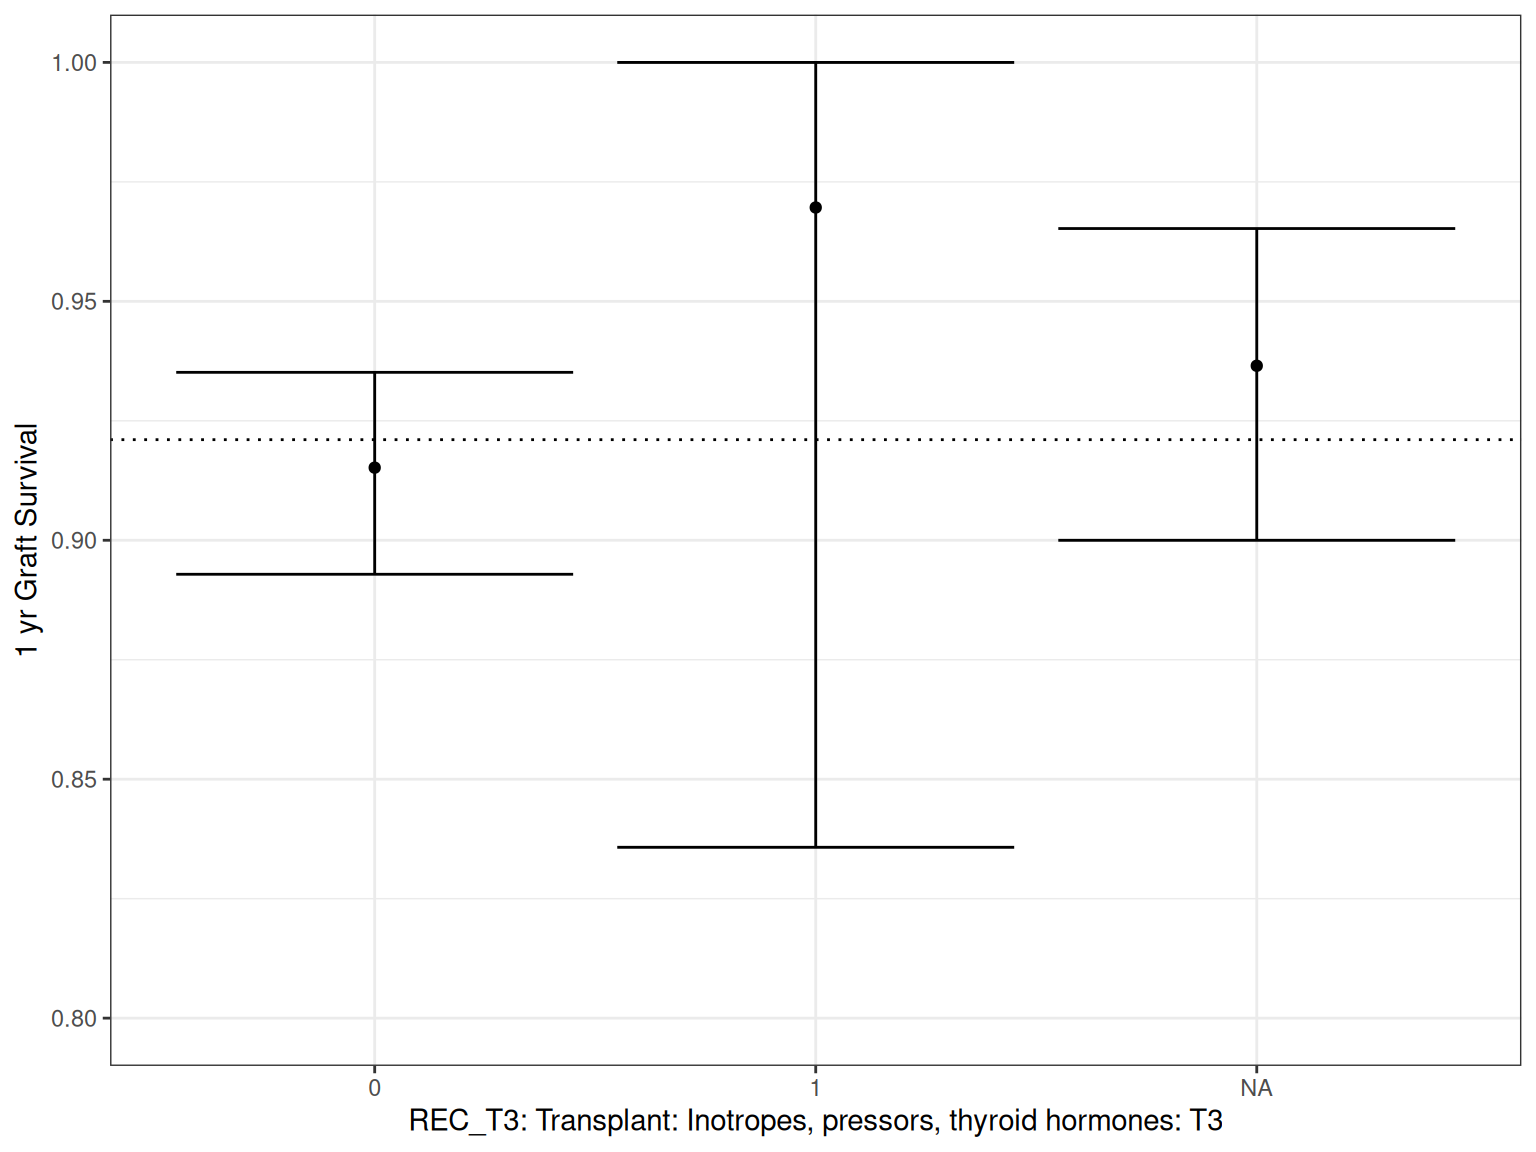 1.00
0.95
0.90
0.85
0.80
1 yr Graft Survival
0 1 NA
REC_T3: Transplant: Inotropes, pressors, thyroid hormones: T3